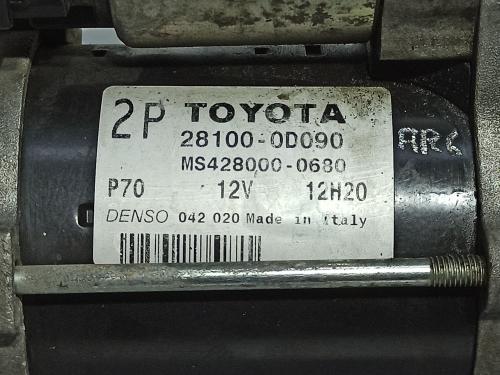 2P TOYOTA
28100-0D090
MS428000-0680
P70 12V 12H20
DENSO 042 020 Made in Italy